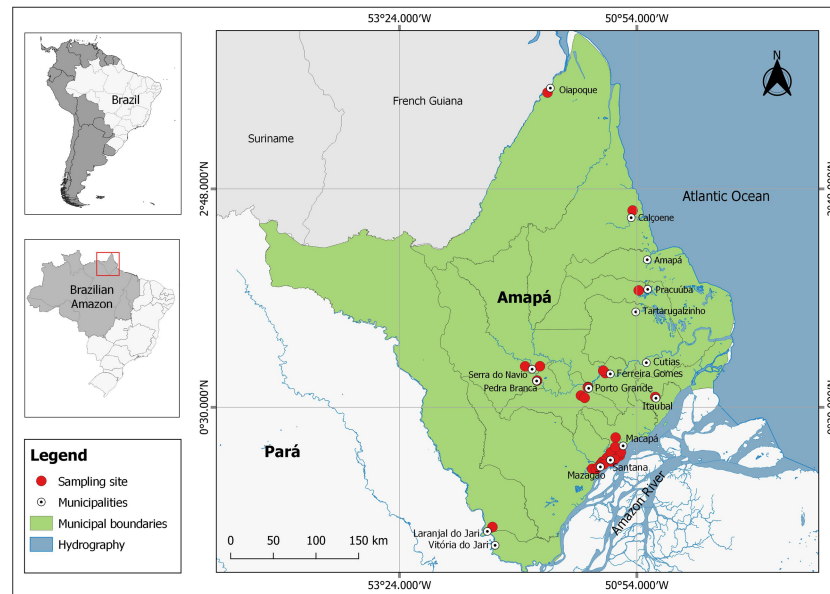 53°24.000′W
50°54.000′W
Brazil
Brazilian
Amazon
Legend
Sampling site
Municipalities
Municipal boundaries
Hydrography
N
Oiapoque
French Guiana
Suriname
2°48.000′N
Atlantic Ocean
Calçoene
Amapá
Amapá
Pracuúba
Tartarugalzinho
Cutias
Serra do Navio
Ferreira Gomes
Pedra Branca
Porto Grande
Itaubal
0°30.000′N
Macapá
Pará
Santana
Mazagão
Amazon River
Laranjal do Jari
Vitória do Jari
0 50 100 150 km
53°24.000′W
50°54.000′W